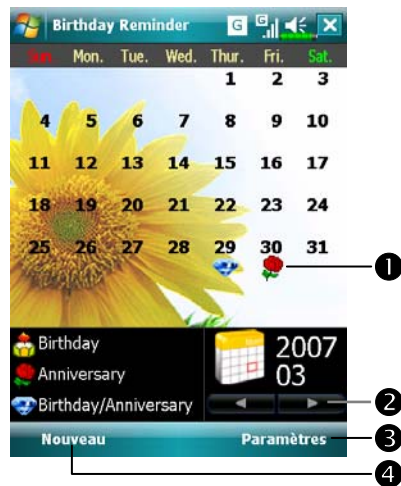 Birthday Reminder G G
Sun. Mon. Tue. Wed. Thur. Fri. Sat.
1 2 3
4 5 6 7 8 9 10
11 12 13 14 15 16 17
18 19 20 21 22 23 24
25 26 27 28 29 30 31
1
Birthday
Anniversary
Birthday/Anniversary
2007
03
2
Nouveau Paramètres 3
4